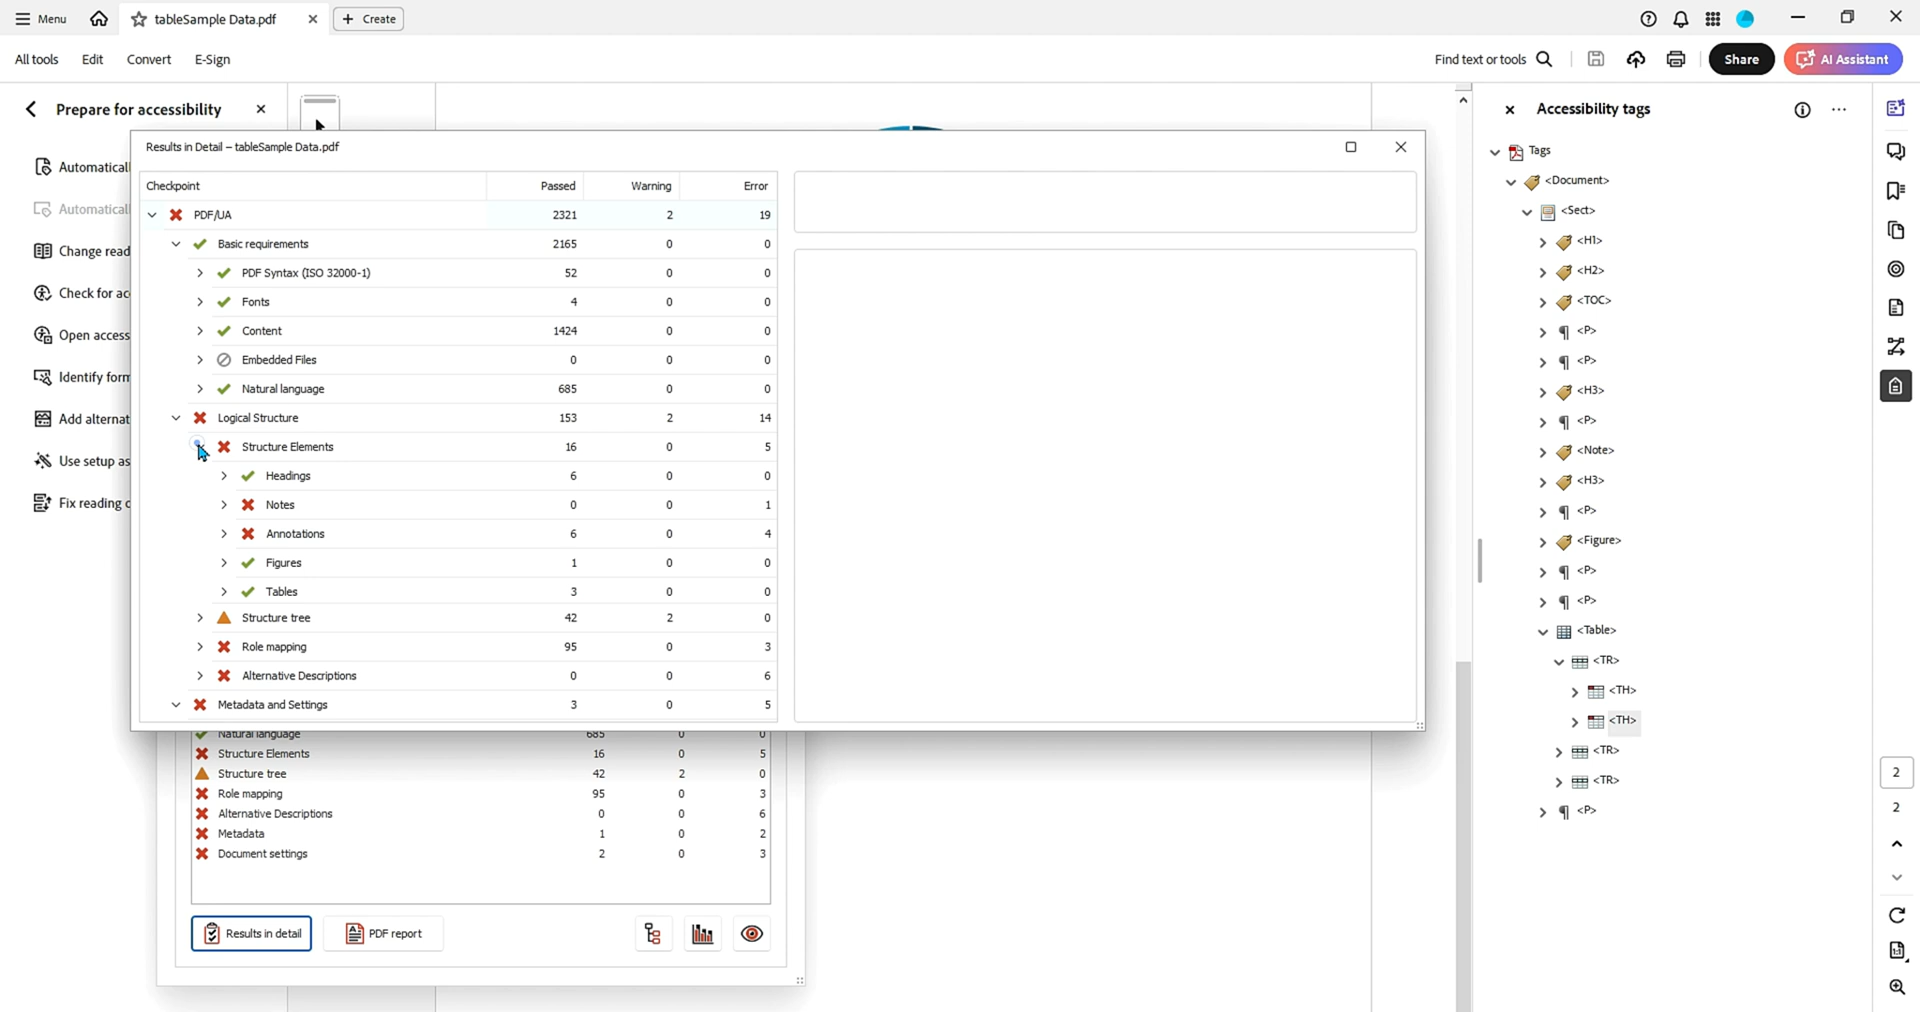 Menu tableSample Data.pdf Create
All tools Edit Convert E-Sign Find text or tools Share AI Assistant
Prepare for accessibility
Automaticall
Automaticall
Change read
Check for ac
Open access
Identify form
Add alternat
Use setup as
Fix reading o
Results in Detail – tableSample Data.pdf
Checkpoint Passed Warning Error
PDF/UA 2321 2 19
Basic requirements 2165 0 0
PDF Syntax (ISO 32000-1) 52 0 0
Fonts 4 0 0
Content 1424 0 0
Embedded Files 0 0 0
Natural language 685 0 0
Logical Structure 153 2 14
Structure Elements 16 0 5
Headings 6 0 0
Notes 0 0 1
Annotations 6 0 4
Figures 1 0 0
Tables 3 0 0
Structure tree 42 2 0
Role mapping 95 0 3
Alternative Descriptions 0 0 6
Metadata and Settings 3 0 5
Natural language 685 0 0
Structure Elements 16 0 5
Structure tree 42 2 0
Role mapping 95 0 3
Alternative Descriptions 0 0 6
Metadata 1 0 2
Document settings 2 0 3
Results in detail PDF report
Accessibility tags
Tags
<Document>
<Sect>
<H1>
<H2>
<TOC>
<P>
<P>
<H3>
<P>
<Note>
<H3>
<P>
<Figure>
<P>
<P>
<Table>
<TR>
<TH>
<TH>
<TR>
<TR>
<P>
2
2